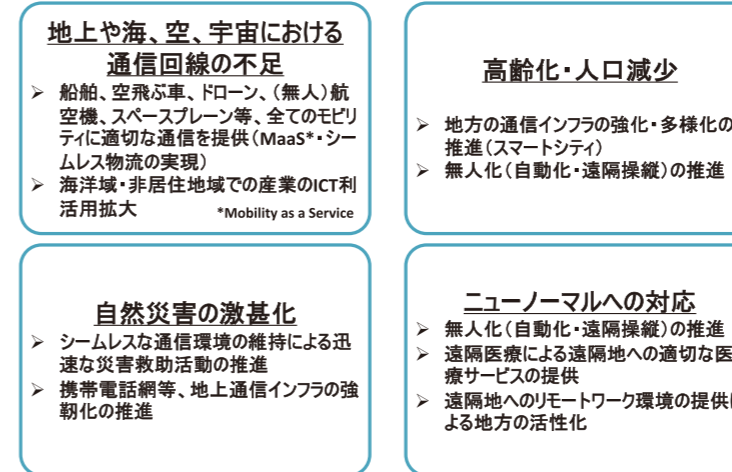 地上や海、空、宇宙における
通信回線の不足
➢ 船舶、空飛ぶ車、ドローン、（無人）航
空機、スペースプレーン等、全てのモビリ
ティに適切な通信を提供（MaaS*・シー
ムレス物流の実現）
➢ 海洋域・非居住地域での産業のICT利
活用拡大 *Mobility as a Service
高齢化・人口減少
➢ 地方の通信インフラの強化・多様化の
推進（スマートシティ）
➢ 無人化（自動化・遠隔操縦）の推進
自然災害の激甚化
➢ シームレスな通信環境の維持による迅
速な災害救助活動の推進
➢ 携帯電話網等、地上通信インフラの強
靭化の推進
ニューノーマルへの対応
➢ 無人化（自動化・遠隔操縦）の推進
➢ 遠隔医療による遠隔地への適切な医
療サービスの提供
➢ 遠隔地へのリモートワーク環境の提供に
よる地方の活性化